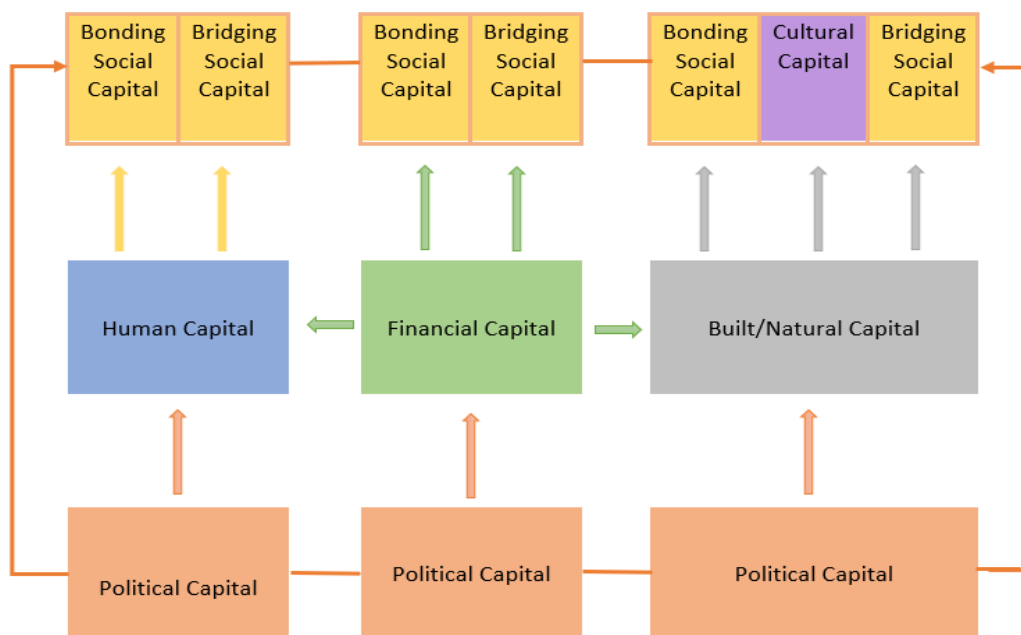 Bonding
Social
Capital
Bridging
Social
Capital
Bonding
Social
Capital
Bridging
Social
Capital
Bonding
Social
Capital
Cultural
Capital
Bridging
Social
Capital
Human Capital
Financial Capital
Built/Natural Capital
Political Capital
Political Capital
Political Capital